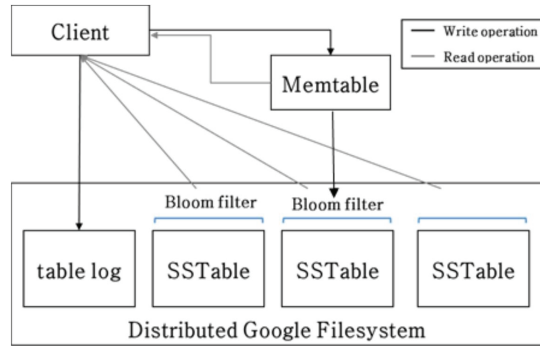 Client
Write operation
Read operation
Memtable
Bloom filter
Bloom filter
table log
SSTable
SSTable
SSTable
Distributed Google Filesystem